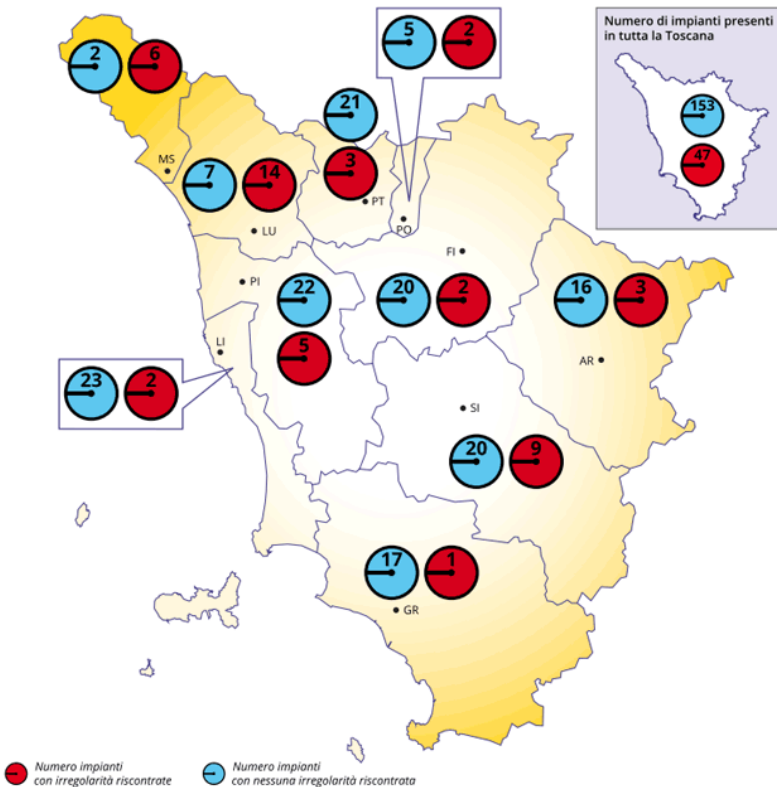 5 2
Numero di impianti presenti
in tutta la Toscana
153
47
2 6
21
3
MS
7 14
PT
PO
LU
FI
PI
22
5
20 2
16 3
LI
AR
23 2
SI
20 9
17 1
GR
Numero impianti
con irregolarità riscontrate
Numero impianti
con nessuna irregolarità riscontrata